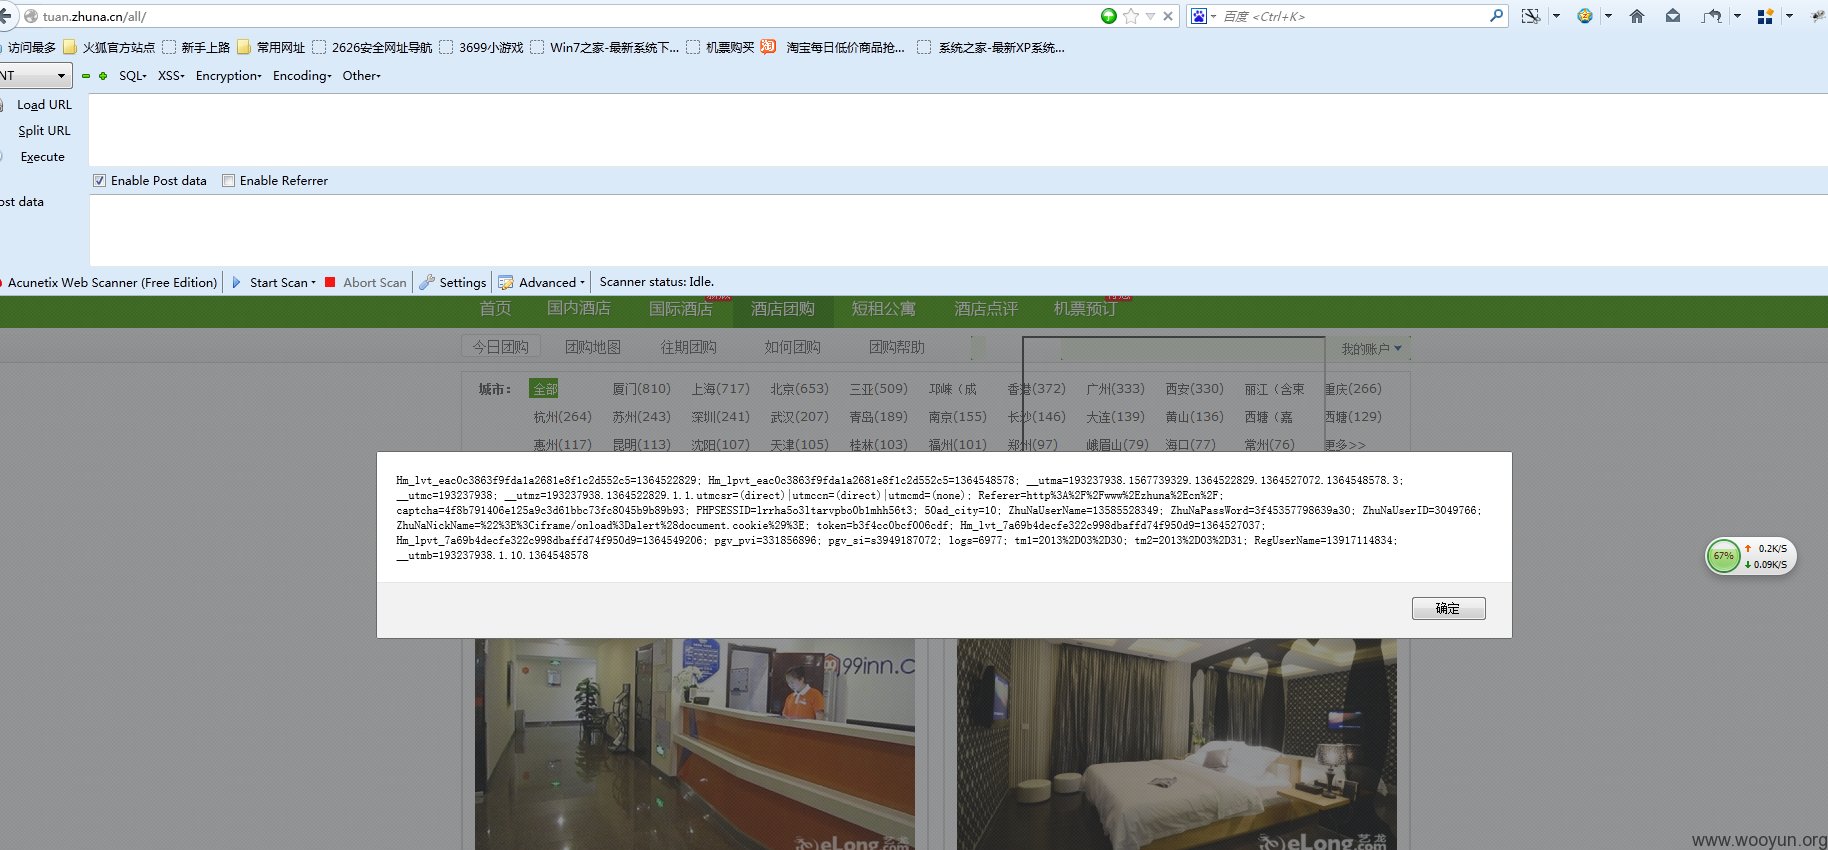 tuan.zhuna.cn/all/
百度 <Ctrl+K>
访问最多 火狐官方站点 新手上路 常用网址 2626安全网址导航 3699小游戏 Win7之家-最新系统下... 机票购买 淘 淘宝每日低价商品抢... 系统之家-最新XP系统...
NT SQL XSS Encryption Encoding Other
Load URL
Split URL
Execute
Enable Post data Enable Referrer
ost data
Acunetix Web Scanner (Free Edition) Start Scan Abort Scan Settings Advanced Scanner status: Idle.
首页 国内酒店 国际酒店 酒店团购 短租公寓 酒店点评 机票预订
今日团购 团购地图 往期团购 如何团购 团购帮助 我的账户
城市： 全部 厦门(810) 上海(717) 北京(653) 三亚(509) 邛崃（成 香港(372) 广州(333) 西安(330) 丽江（含束 重庆(266)
杭州(264) 苏州(243) 深圳(241) 武汉(207) 青岛(189) 南京(155) 长沙(146) 大连(139) 黄山(136) 西塘（嘉 西塘(129)
惠州(117) 昆明(113) 沈阳(107) 天津(105) 桂林(103) 福州(101) 郑州(97) 峨眉山(79) 海口(77) 常州(76) 更多>>
Hm_lvt_eac0c3863f9fda1a2681e8f1c2d552c5=1364522829; Hm_lpvt_eac0c3863f9fda1a2681e8f1c2d552c5=1364548578; __utma=193237938.1567739329.1364522829.1364527072.1364548578.3;
__utmc=193237938; __utmz=193237938.1364522829.1.1.utmcsr=(direct)|utmccn=(direct)|utmcmd=(none); Referer=http%3A%2F%2Fwww%2Ezhuna%2Ecn%2F;
captcha=4f8b791406e125a9c3d61bbc73fc8045b9b89b93; PHPSESSID=lrrha5o3ltarvpbo0b1mhh56t3; 50ad_city=10; ZhuNaUserName=13585528349; ZhuNaPassWord=3f45357798639a30; ZhuNaUserID=3049766;
ZhuNaNickName=%22%3E%3Ciframe/onload%3Dalert%28document.cookie%29%3E; token=b3f4cc0bcf006cdf; Hm_lvt_7a69b4decfe322c998dbaffd74f950d9=1364527037;
Hm_lpvt_7a69b4decfe322c998dbaffd74f950d9=1364549206; pgv_pvi=331856896; pgv_si=s3949187072; logs=6977; tm1=2013%2D03%2D30; tm2=2013%2D03%2D31; RegUserName=13917114834;
__utmb=193237938.1.10.1364548578
确定
67% 0.2K/S
0.09K/S
99inn.c
eLong.com 艺龙
eLong.com 艺龙
www.wooyun.org